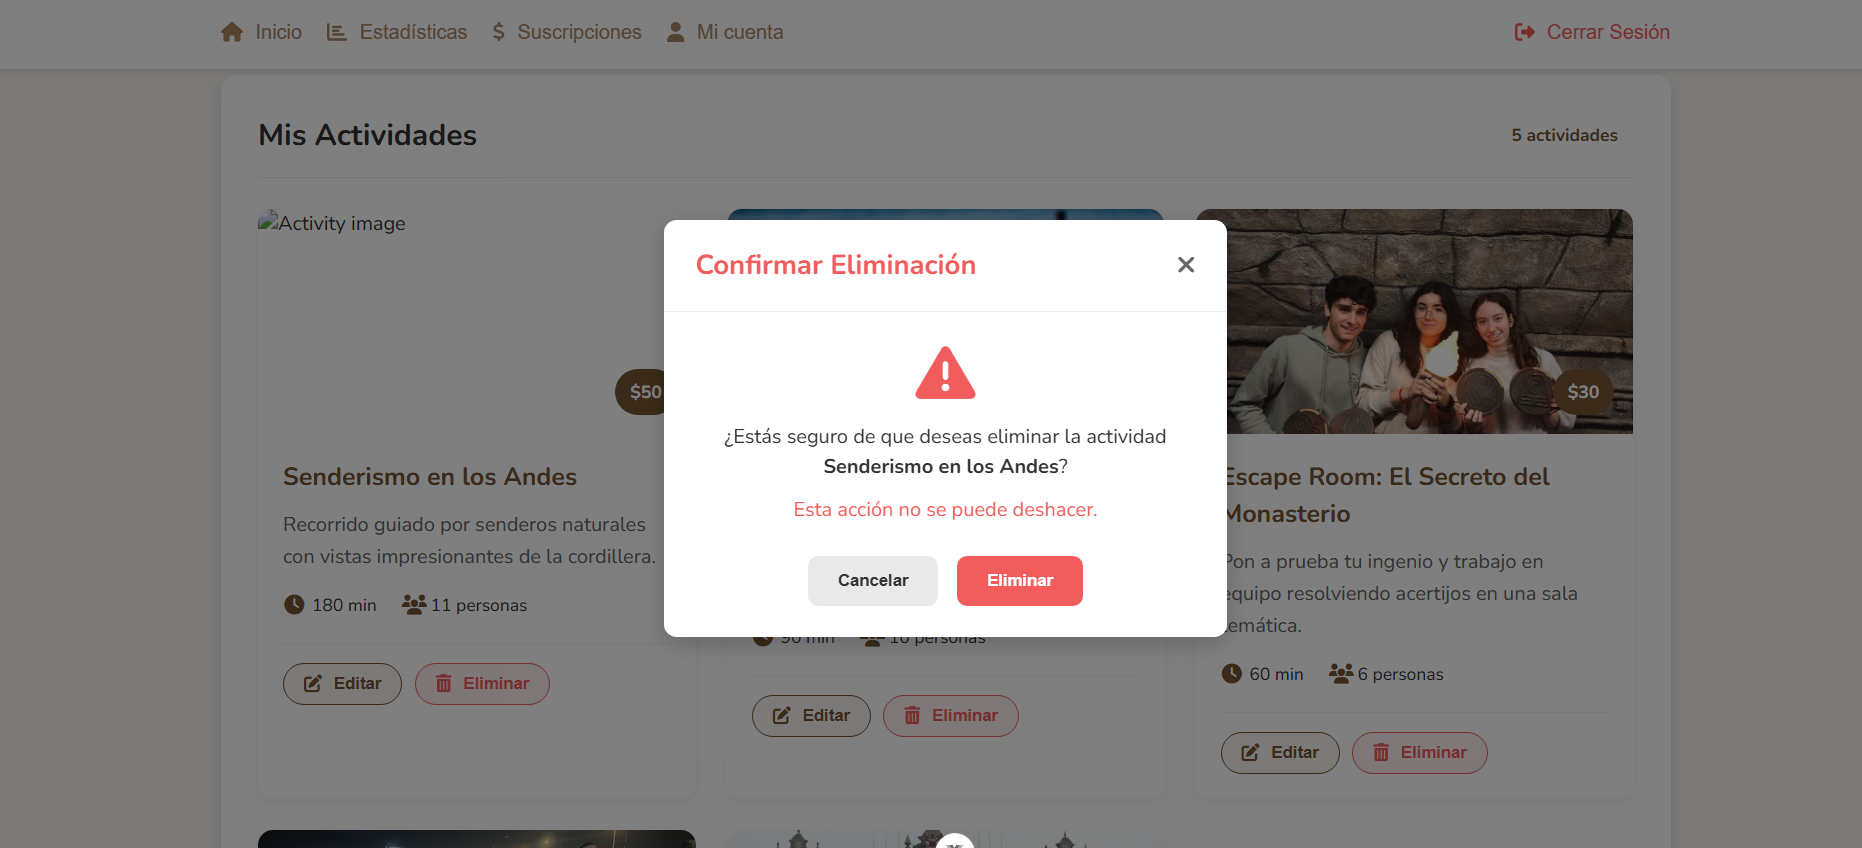 Inicio
Estadísticas
Suscripciones
Mi cuenta
Cerrar Sesión
Mis Actividades
5 actividades
Activity image
$50
$30
Confirmar Eliminación
¿Estás seguro de que deseas eliminar la actividad
Senderismo en los Andes?
Esta acción no se puede deshacer.
Cancelar
Eliminar
Senderismo en los Andes
Recorrido guiado por senderos naturales
con vistas impresionantes de la cordillera.
180 min
11 personas
Editar
Eliminar
90 min
10 personas
Editar
Eliminar
Escape Room: El Secreto del
Monasterio
Pon a prueba tu ingenio y trabajo en
equipo resolviendo acertijos en una sala
temática.
60 min
6 personas
Editar
Eliminar